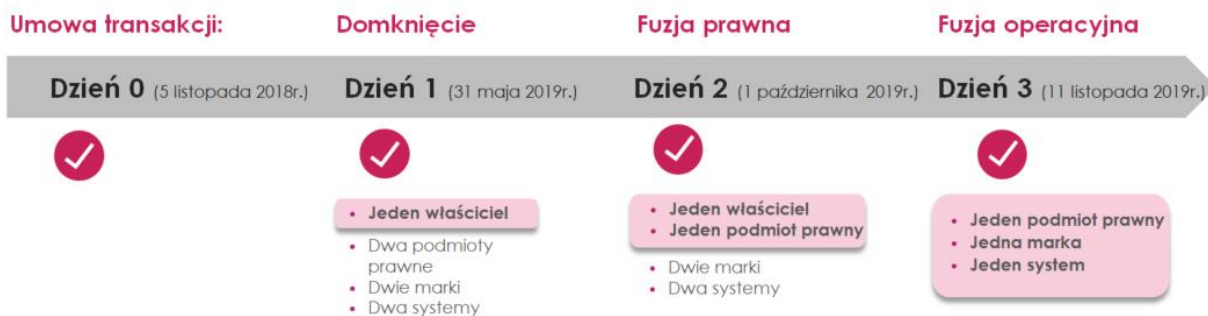 Umowa transakcji:
Domknięcie
Fuzja prawna
Fuzja operacyjna
Dzień 0 (5 listopada 2018r.)
Dzień 1 (31 maja 2019r.)
Dzień 2 (1 października 2019r.)
Dzień 3 (11 listopada 2019r.)
• Jeden właściciel
• Dwa podmioty
prawne
• Dwie marki
• Dwa systemy
• Jeden właściciel
• Jeden podmiot prawny
• Dwie marki
• Dwa systemy
• Jeden podmiot prawny
• Jedna marka
• Jeden system